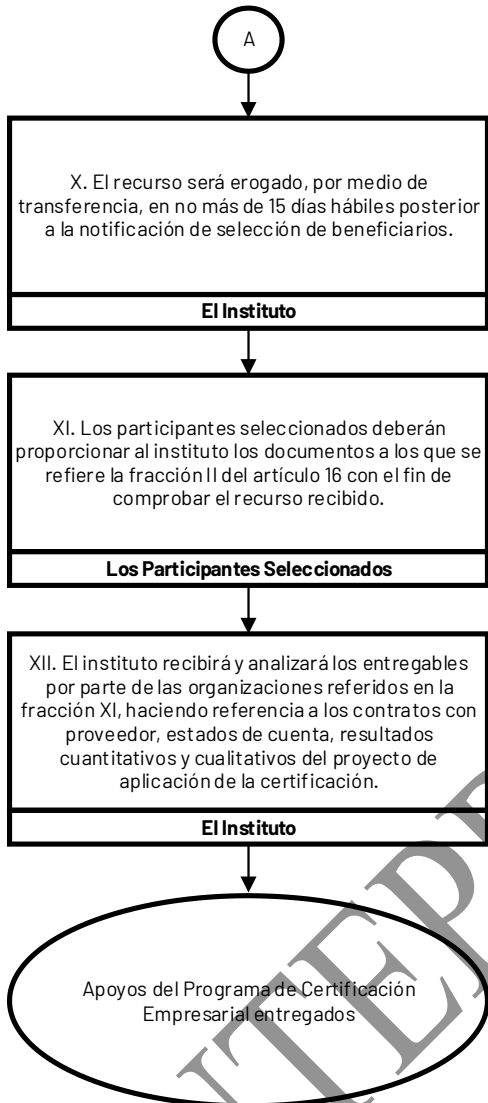 A
X. El recurso será erogado, por medio de
transferencia, en no más de 15 días hábiles posterior
a la notificación de selección de beneficiarios.
El Instituto
XI. Los participantes seleccionados deberán
proporcionar al instituto los documentos a los que se
refiere la fracción II del artículo 16 con el fin de
comprobar el recurso recibido.
Los Participantes Seleccionados
XII. El instituto recibirá y analizará los entregables
por parte de las organizaciones referidos en la
fracción XI, haciendo referencia a los contratos con
proveedor, estados de cuenta, resultados
cuantitativos y cualitativos del proyecto de
aplicación de la certificación.
El Instituto
Apoyos del Programa de Certificación
Empresarial entregados